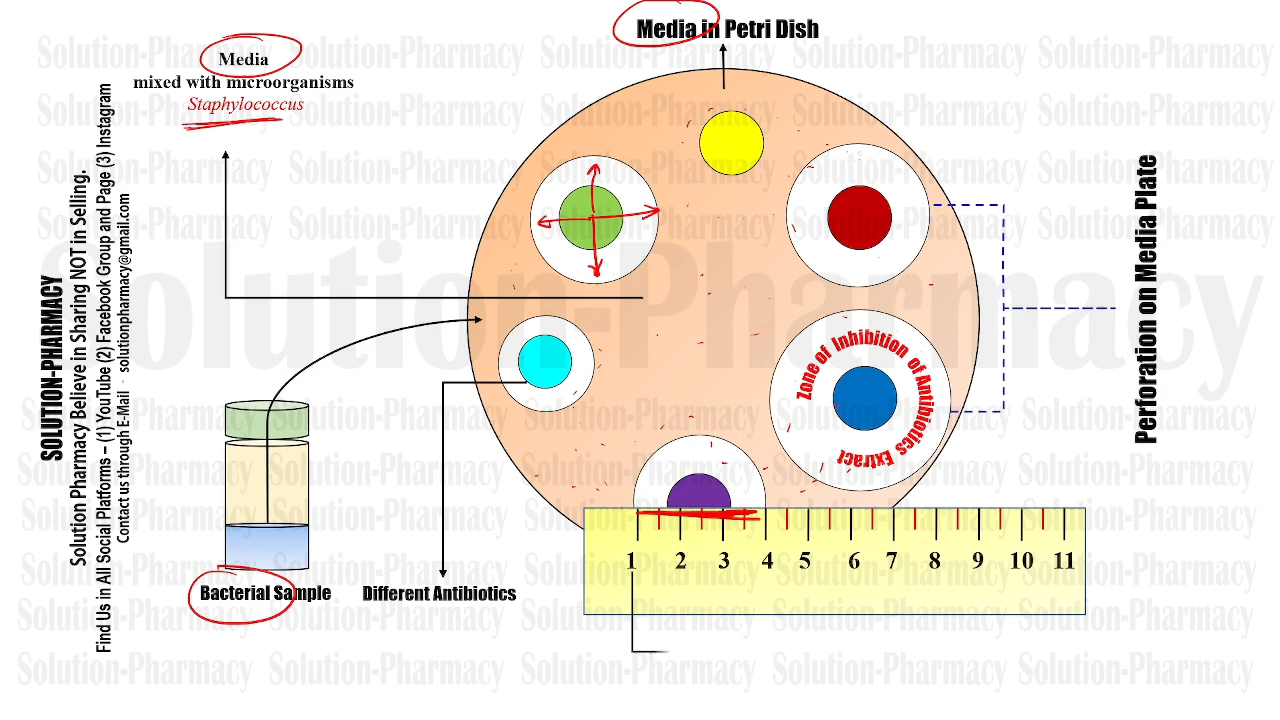 Media in Petri Dish
Media
mixed with microorganisms
Staphylococcus
SOLUTION-PHARMACY
Solution Pharmacy Believe in Sharing NOT in Selling.
Find Us in All Social Platforms – (1) YouTube (2) Facebook Group and Page (3) Instagram
Contact us through E-Mail - solutionpharmacy@gmail.com
Zone of Inhibition of Antibiotics Extract
Perforation on Media Plate
1 2 3 4 5 6 7 8 9 10 11
Bacterial Sample
Different Antibiotics
Solution-Pharmacy